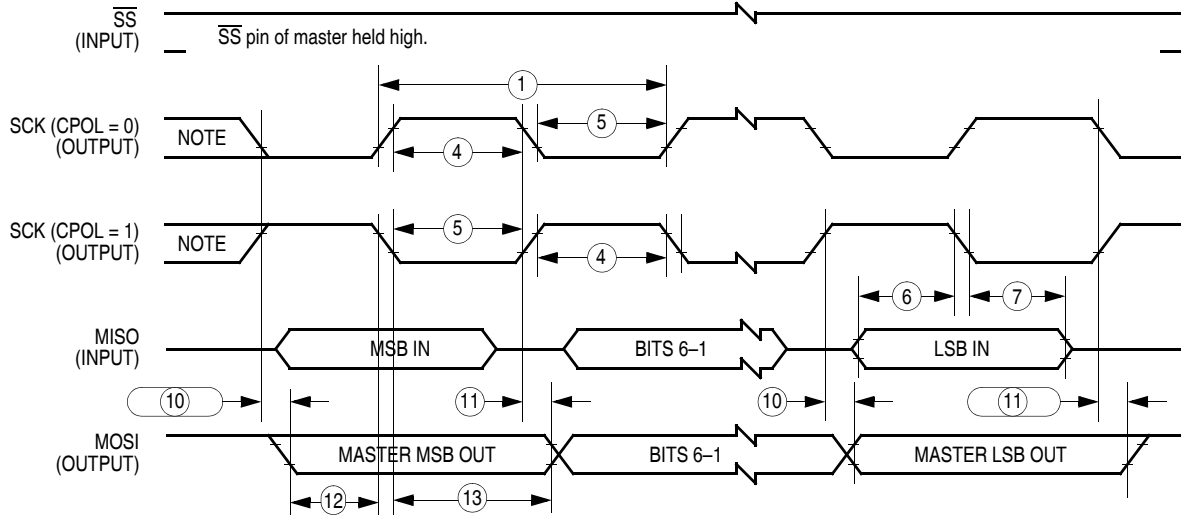 SS
(INPUT)
SS pin of master held high.
1
SCK (CPOL = 0)
(OUTPUT)
NOTE
5
4
SCK (CPOL = 1)
(OUTPUT)
NOTE
5
4
6
7
MISO
(INPUT)
MSB IN
BITS 6–1
LSB IN
10
11
10
11
MOSI
(OUTPUT)
MASTER MSB OUT
BITS 6–1
MASTER LSB OUT
12
13